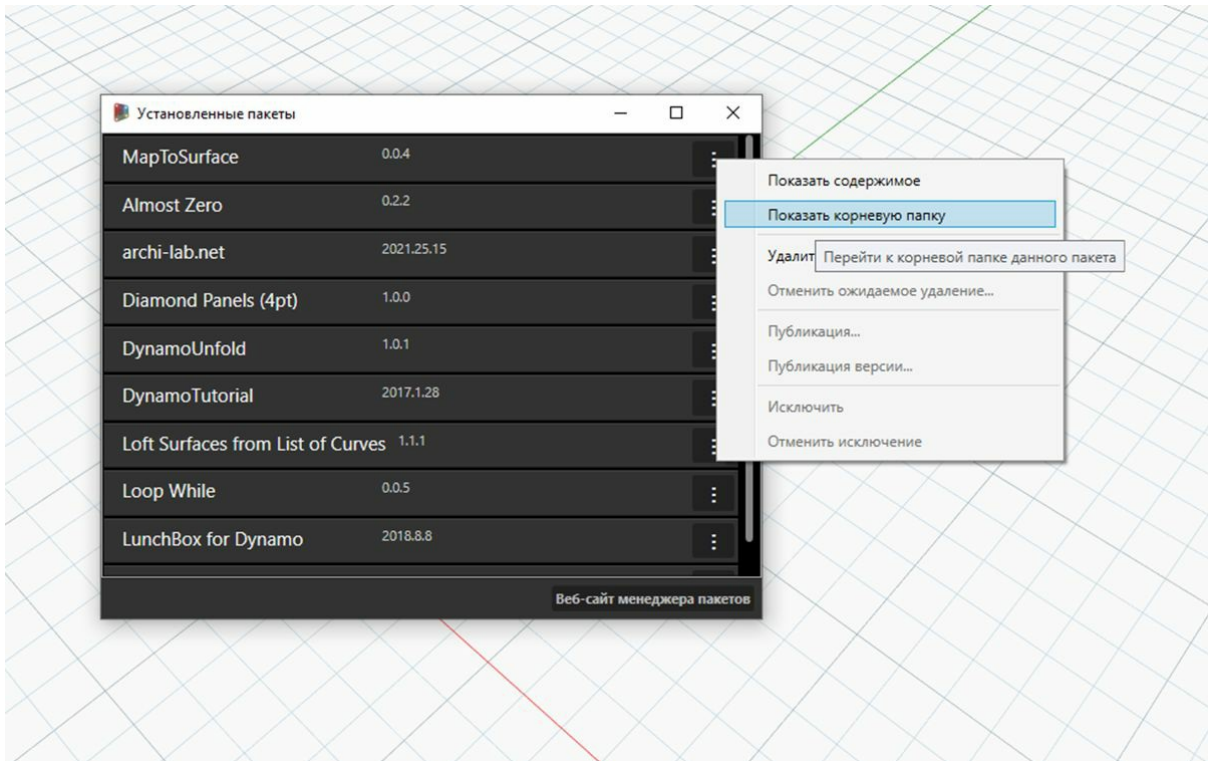 Установленные пакеты
MapToSurface 0.0.4
Almost Zero 0.2.2
archi-lab.net 2021.25.15
Diamond Panels (4pt) 1.0.0
DynamoUnfold 1.0.1
DynamoTutorial 2017.1.28
Loft Surfaces from List of Curves 1.1.1
Loop While 0.0.5
LunchBox for Dynamo 2018.8.8
Веб-сайт менеджера пакетов
Показать содержимое
Показать корневую папку
Удалит
Перейти к корневой папке данного пакета
Отменить ожидаемое удаление...
Публикация...
Публикация версии...
Исключить
Отменить исключение